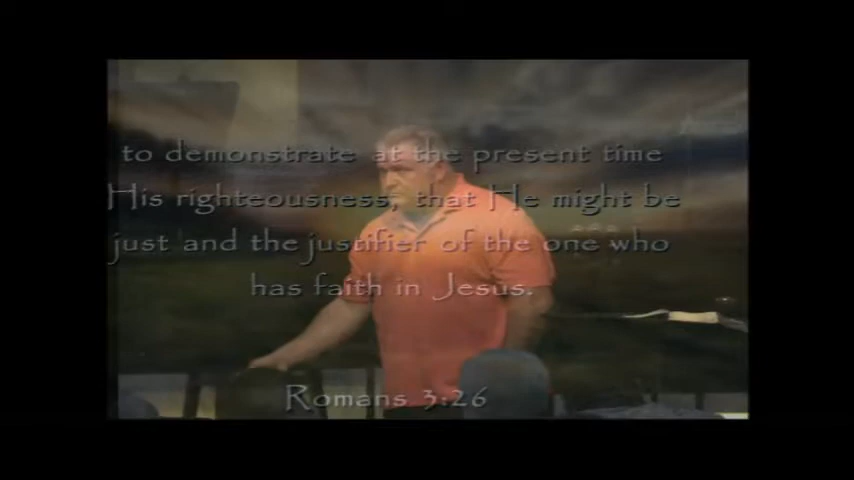 to demonstrate at the present time
His righteousness, that He might be
just and the justifier of the one who
has faith in Jesus.
Romans 3:26